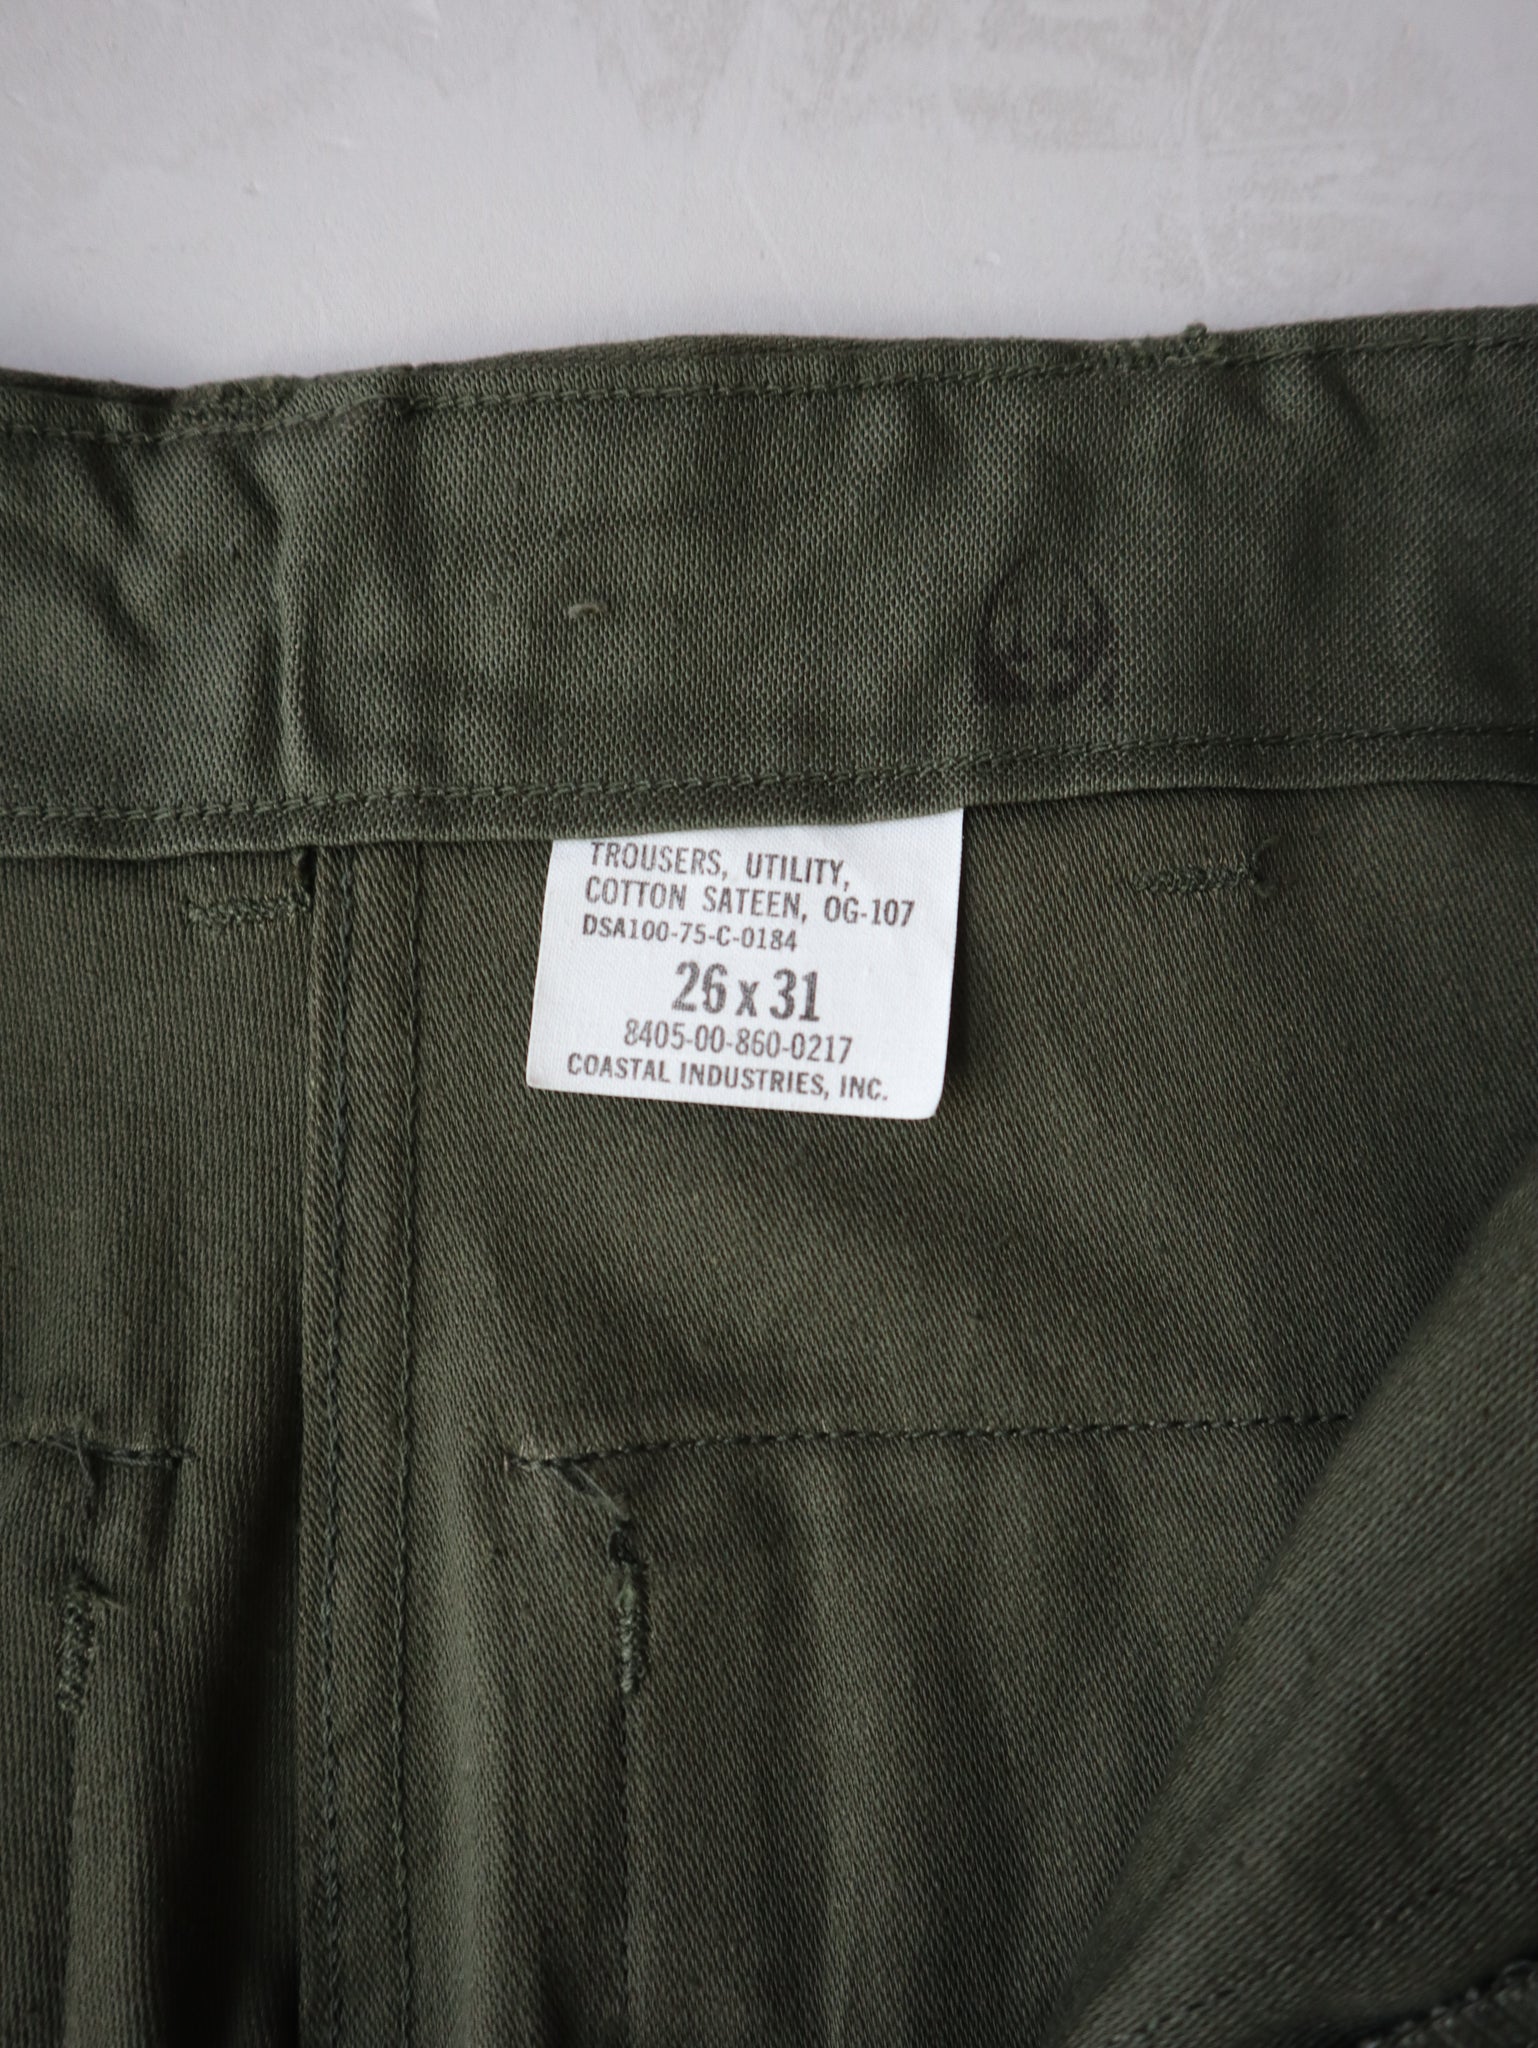 TROUSERS, UTILITY,
COTTON SATEEN, OG-107
DSA100-75-C-0184
26 x 31
8405-00-860-0217
COASTAL INDUSTRIES, INC.